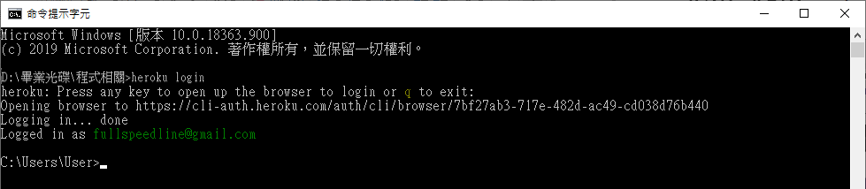 命令提示字元
Microsoft Windows [版本 10.0.18363.900]
(c) 2019 Microsoft Corporation. 著作權所有，並保留一切權利。
D:\畢業光碟\程式相關>heroku login
heroku: Press any key to open up the browser to login or q to exit:
Opening browser to https://cli-auth.heroku.com/auth/cli/browser/7bf27ab3-717e-482d-ac49-cd038d76b440
Logging in... done
Logged in as fullspeedline@gmail.com
C:\Users\User>